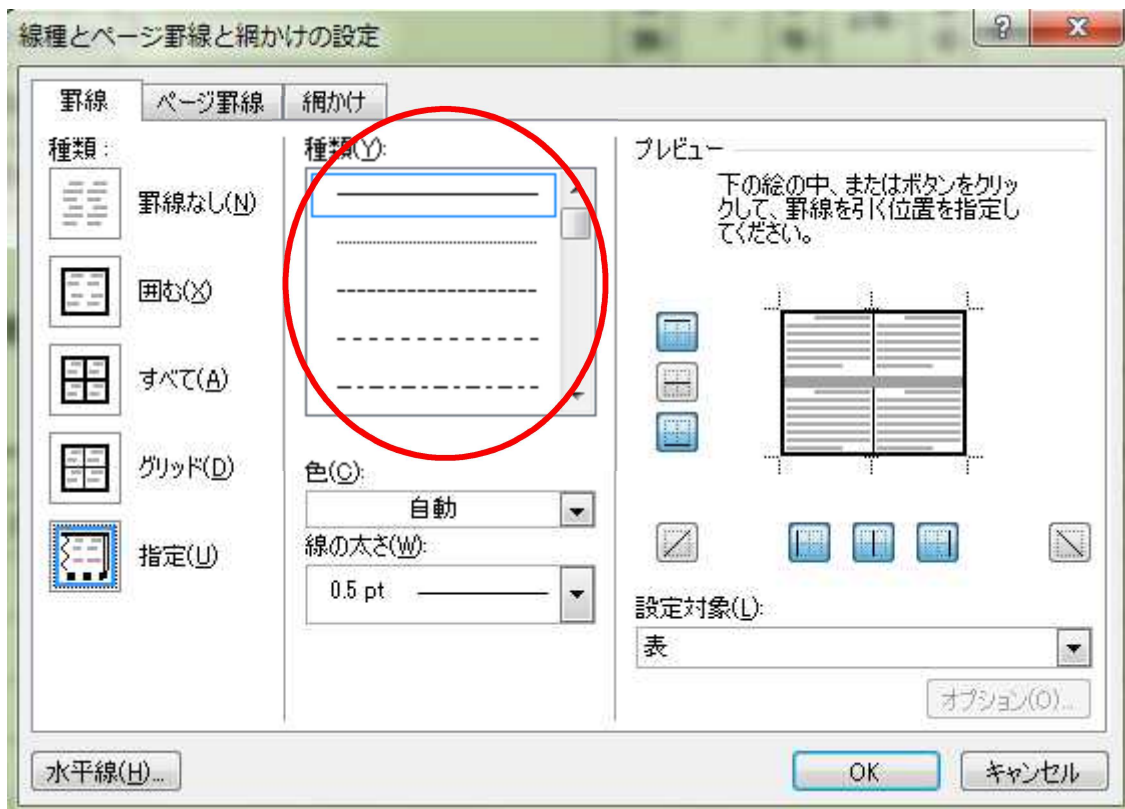 線種とページ罫線と網かけの設定
罫線
ページ罫線
網かけ
種類:
罫線なし(N)
囲む(X)
すべて(A)
グリッド(D)
指定(U)
種類(Y):
色(C):
自動
線の太さ(W):
0.5 pt
プレビュー
下の絵の中、またはボタンをクリッ
クして、罫線を引く位置を指定し
てください。
設定対象(L):
表
オプション(O)...
水平線(H)...
OK
キャンセル